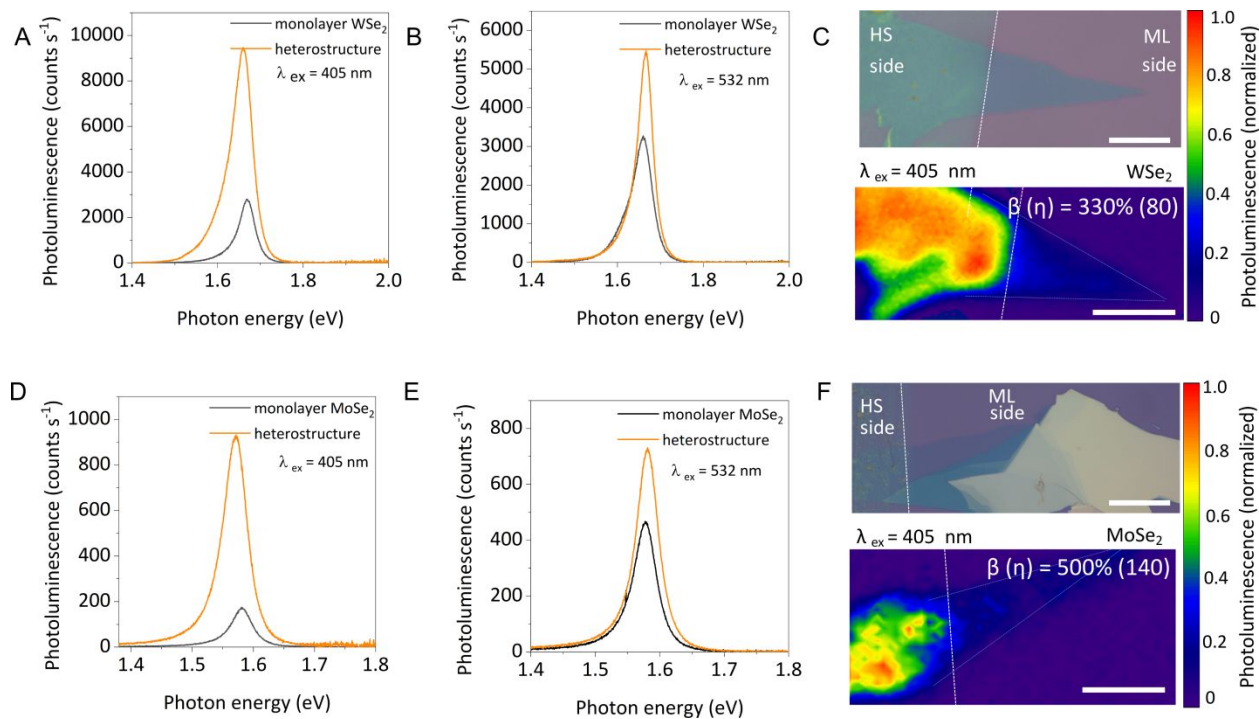 A
Photoluminescence (counts s⁻¹)
10000
8000
6000
4000
2000
0
monolayer WSe₂
heterostructure
λ ex = 405 nm
1.4 1.6 1.8 2.0
Photon energy (eV)
B
Photoluminescence (counts s⁻¹)
6000
5000
4000
3000
2000
1000
0
monolayer WSe₂
heterostructure
λ ex = 532 nm
1.4 1.6 1.8 2.0
Photon energy (eV)
C
HS
side
ML
side
λ ex = 405 nm
WSe₂
β (η) = 330% (80)
1.0
0.8
0.6
0.4
0.2
0
Photoluminescence (normalized)
D
Photoluminescence (counts s⁻¹)
1000
800
600
400
200
0
monolayer MoSe₂
heterostructure
λ ex = 405 nm
1.4 1.5 1.6 1.7 1.8
Photon energy (eV)
E
Photoluminescence (counts s⁻¹)
800
600
400
200
0
monolayer MoSe₂
heterostructure
λ ex = 532 nm
1.4 1.5 1.6 1.7 1.8
Photon energy (eV)
F
HS
side
ML
side
λ ex = 405 nm
MoSe₂
β (η) = 500% (140)
1.0
0.8
0.6
0.4
0.2
0
Photoluminescence (normalized)